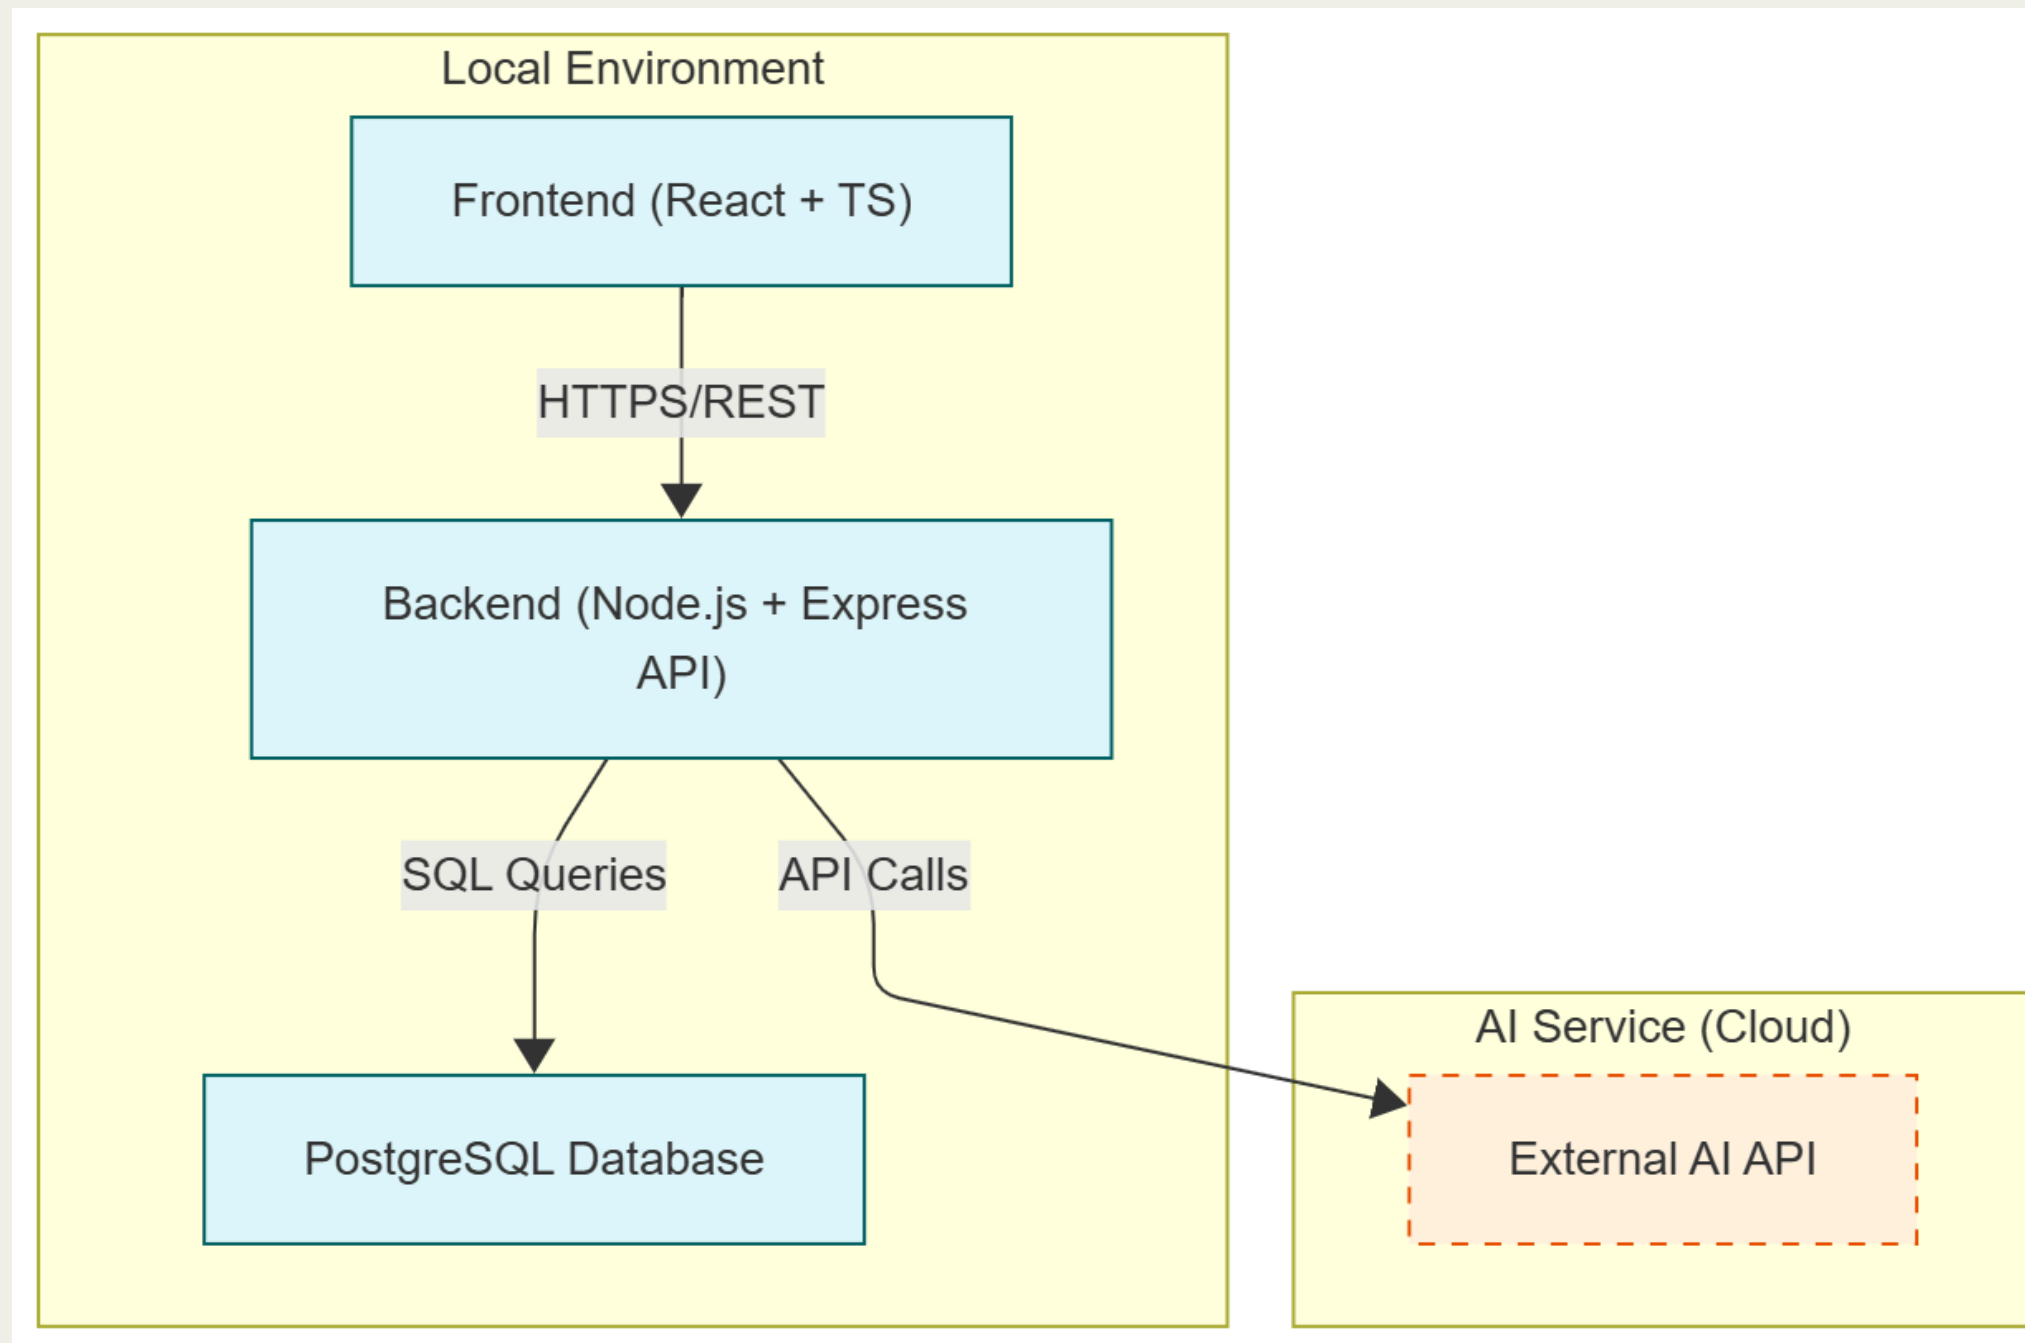 Local Environment
Frontend (React + TS)
HTTPS/REST
Backend (Node.js + Express
API)
SQL Queries
API Calls
AI Service (Cloud)
PostgreSQL Database
External AI API